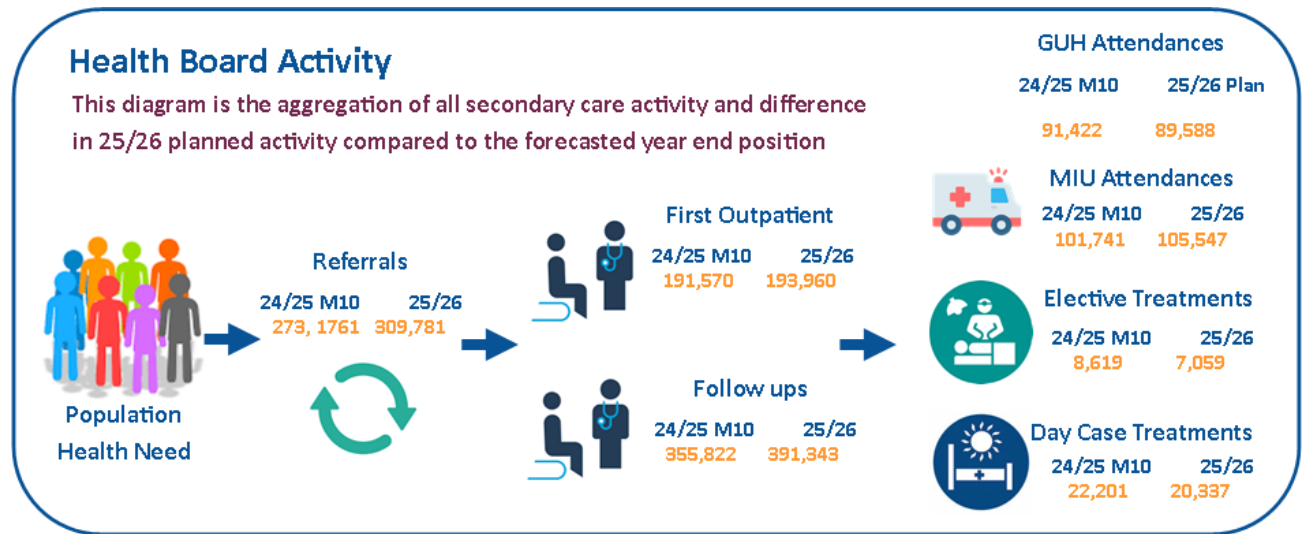 Health Board Activity
This diagram is the aggregation of all secondary care activity and difference
in 25/26 planned activity compared to the forecasted year end position
Population
Health Need
Referrals
24/25 M10 25/26
273, 1761 309,781
First Outpatient
24/25 M10 25/26
191,570 193,960
Follow ups
24/25 M10 25/26
355,822 391,343
GUH Attendances
24/25 M10 25/26 Plan
91,422 89,588
MIU Attendances
24/25 M10 25/26
101,741 105,547
Elective Treatments
24/25 M10 25/26
8,619 7,059
Day Case Treatments
24/25 M10 25/26
22,201 20,337